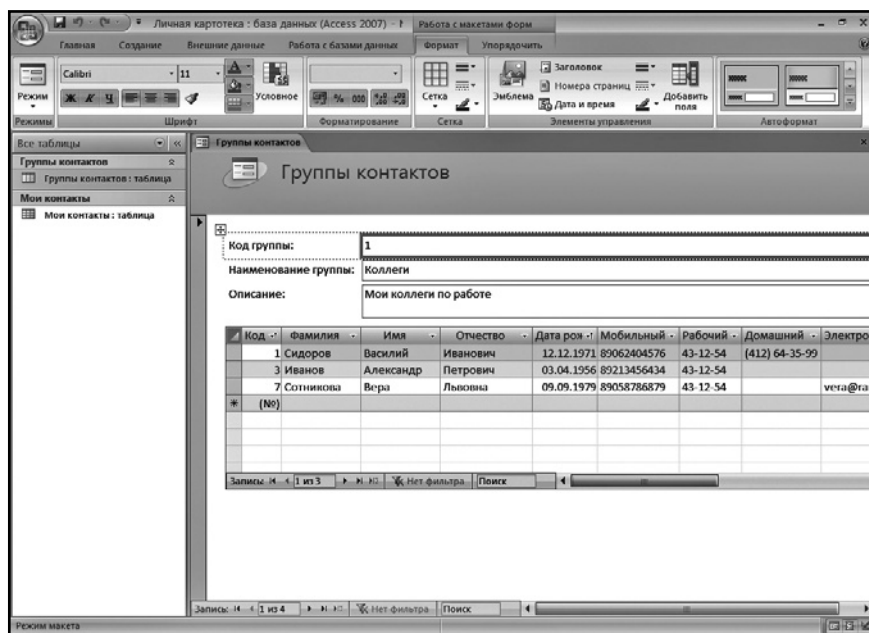 Личная картотека : база данных (Access 2007) - Работа с макетами форм
Главная Создание Внешние данные Работа с базами данных Формат Упорядочить
Calibri 11
Режим
Ж К Ч
Условное
% 000
Сетка
Эмблема
Заголовок
Номера страниц
Дата и время
Добавить поля
Режимы Шрифт Форматирование Сетка Элементы управления Автоформат
Все таблицы
Группы контактов
Группы контактов : таблица
Мои контакты
Мои контакты : таблица
Группы контактов
Группы контактов
Код группы: 1
Наименование группы: Коллеги
Описание: Мои коллеги по работе
Код Фамилия Имя Отчество Дата рож Мобильный Рабочий Домашний Электро
1 Сидоров Василий Иванович 12.12.1971 89062404576 43-12-54 (412) 64-35-99
3 Иванов Александр Петрович 03.04.1956 89213456434 43-12-54
7 Сотникова Вера Львовна 09.09.1979 89058786879 43-12-54 vera@ra
(№)
Запись: 1 из 3 Нет фильтра Поиск
Запись: 1 из 4 Нет фильтра Поиск
Режим макета